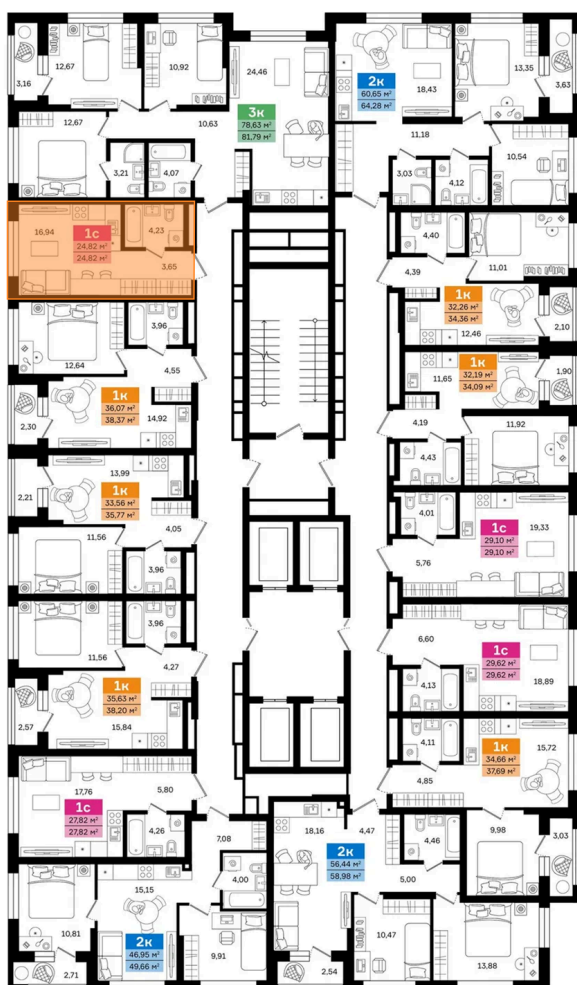 12,67
10,92
24,46
3,16
3к
78,63 м²
81,79 м²
12,67
10,63
3,21
4,07
2к
60,65 м²
64,28 м²
18,43
13,35
3,63
11,18
10,54
3,03
4,12
16,94
1с
24,82 м²
24,82 м²
4,23
3,65
4,40
11,01
4,39
1к
32,26 м²
34,36 м²
12,46
2,10
12,64
3,96
4,55
1к
36,07 м²
38,37 м²
14,92
2,30
1к
32,19 м²
34,09 м²
11,65
1,90
4,19
11,92
4,43
13,99
2,21
1к
33,56 м²
35,77 м²
4,05
11,56
3,96
4,01
19,33
1с
29,10 м²
29,10 м²
5,76
3,96
11,56
4,27
1к
35,63 м²
38,20 м²
2,57
15,84
6,60
1с
29,62 м²
29,62 м²
18,89
4,13
4,11
1к
34,66 м²
37,69 м²
15,72
4,85
17,76
5,80
1с
27,82 м²
27,82 м²
4,26
7,08
18,16
4,47
2к
56,44 м²
58,98 м²
4,46
5,00
9,98
3,03
4,00
15,15
10,81
2к
46,95 м²
49,66 м²
9,91
2,71
2,54
10,47
13,88